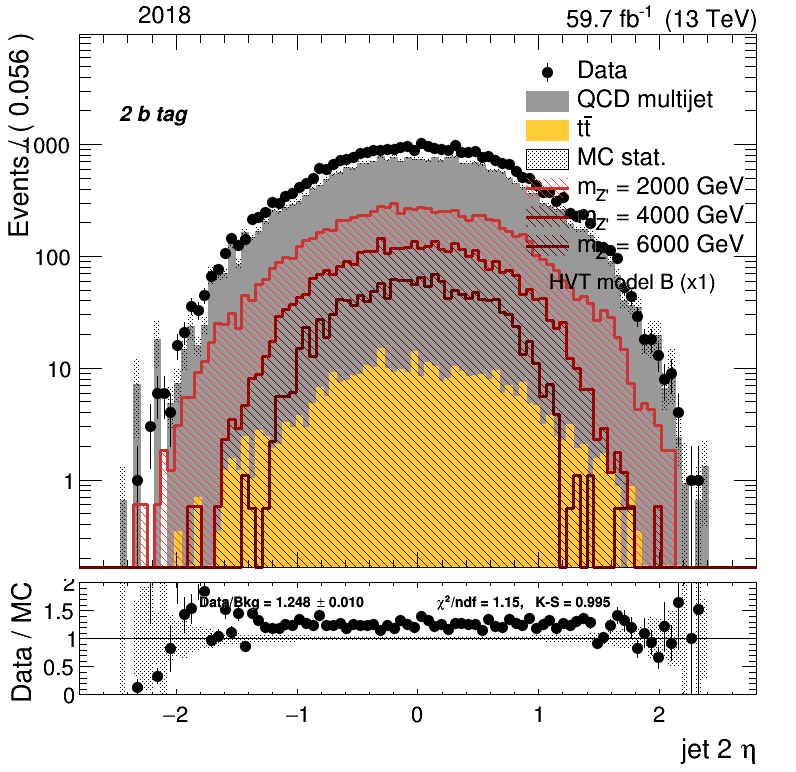 2018
59.7 fb⁻¹ (13 TeV)
Events / ( 0.056 )
2 b tag
Data
QCD multijet
tt̄
MC stat.
m_Z' = 2000 GeV
m_Z' = 4000 GeV
m_Z' = 6000 GeV
HVT model B (x1)
1000
100
10
1
Data / MC
2
1.5
1
0.5
0
Data/Bkg = 1.248 ± 0.010
χ²/ndf = 1.15, K-S = 0.995
−2
−1
0
1
2
jet 2 η